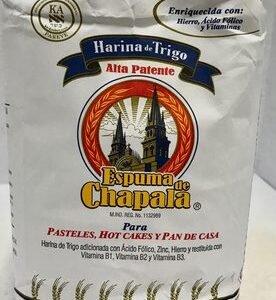 KA
PAREVE
Enriquecida con:
Hierro, Ácido Fólico
y Vitaminas
Harina de Trigo
Alta Patente
Espuma de
Chapala ®
M.IND. REG. No. 1132989
Para
PASTELES, HOT CAKES Y PAN DE CASA
Harina de Trigo adicionada con Ácido Fólico, Zinc, Hierro y restituida con
Vitamina B1, Vitamina B2 y Vitamina B3.